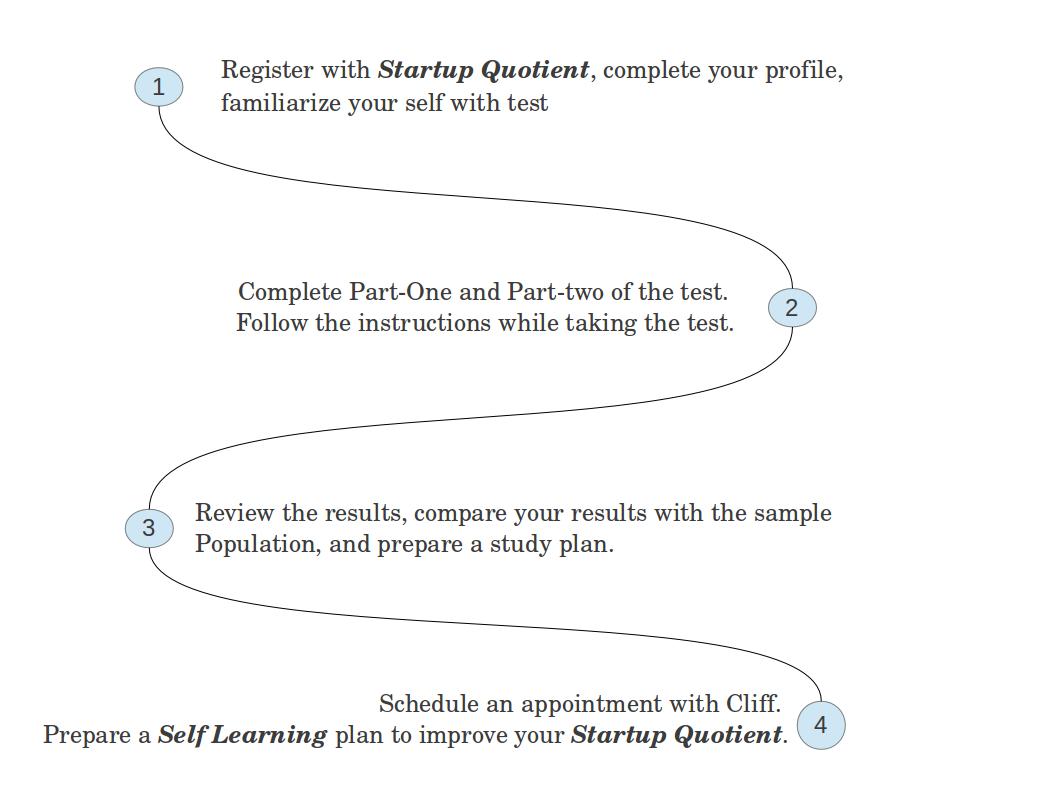 1
Register with Startup Quotient, complete your profile,
familiarize your self with test
Complete Part-One and Part-two of the test.
Follow the instructions while taking the test.
2
3
Review the results, compare your results with the sample
Population, and prepare a study plan.
Schedule an appointment with Cliff.
Prepare a Self Learning plan to improve your Startup Quotient.
4